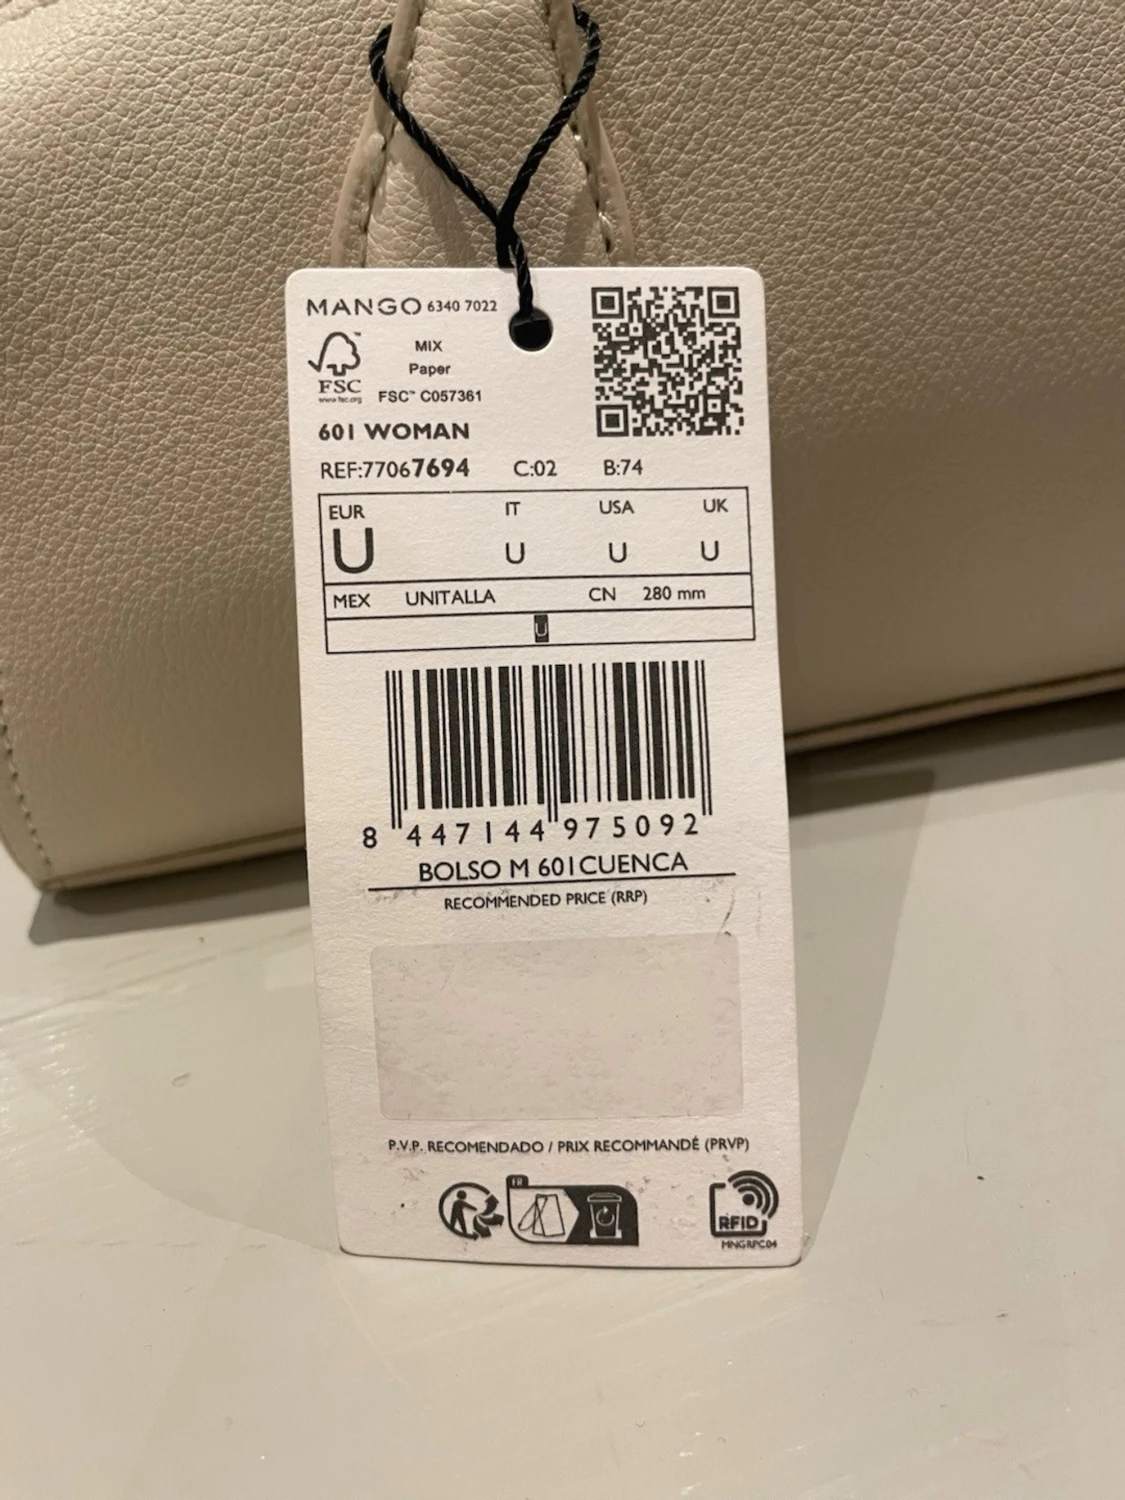 MANGO 6340 7022
MIX
Paper
FSC™ C057361
FSC™
www.fsc.org
601 WOMAN
REF:77067694 C:02 B:74
EUR IT USA UK
U U U U
MEX UNITALLA CN 280 mm
U
8 447144 975092
BOLSO M 601CUENCA
RECOMMENDED PRICE (RRP)
P.V.P. RECOMENDADO / PRIX RECOMMANDÉ (PRVP)
FR
RFID
MNGRPC04